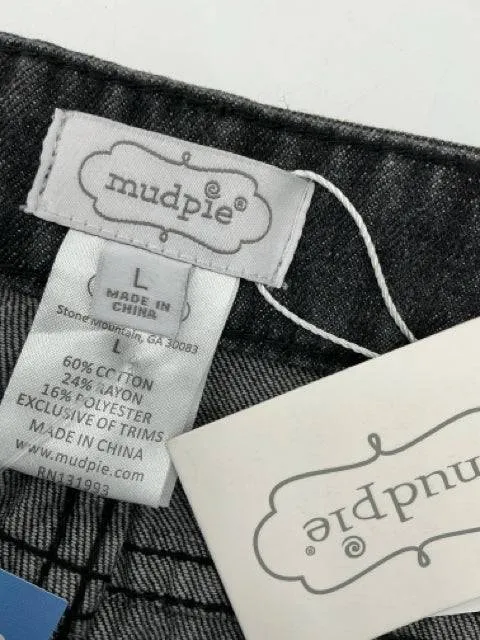 mudpie®
L
MADE IN
CHINA
Stone Mountain, GA 30083
L
60% COTTON
24% RAYON
16% POLYESTER
EXCLUSIVE OF TRIMS
MADE IN CHINA
www.mudpie.com
RN131993
mudpie®